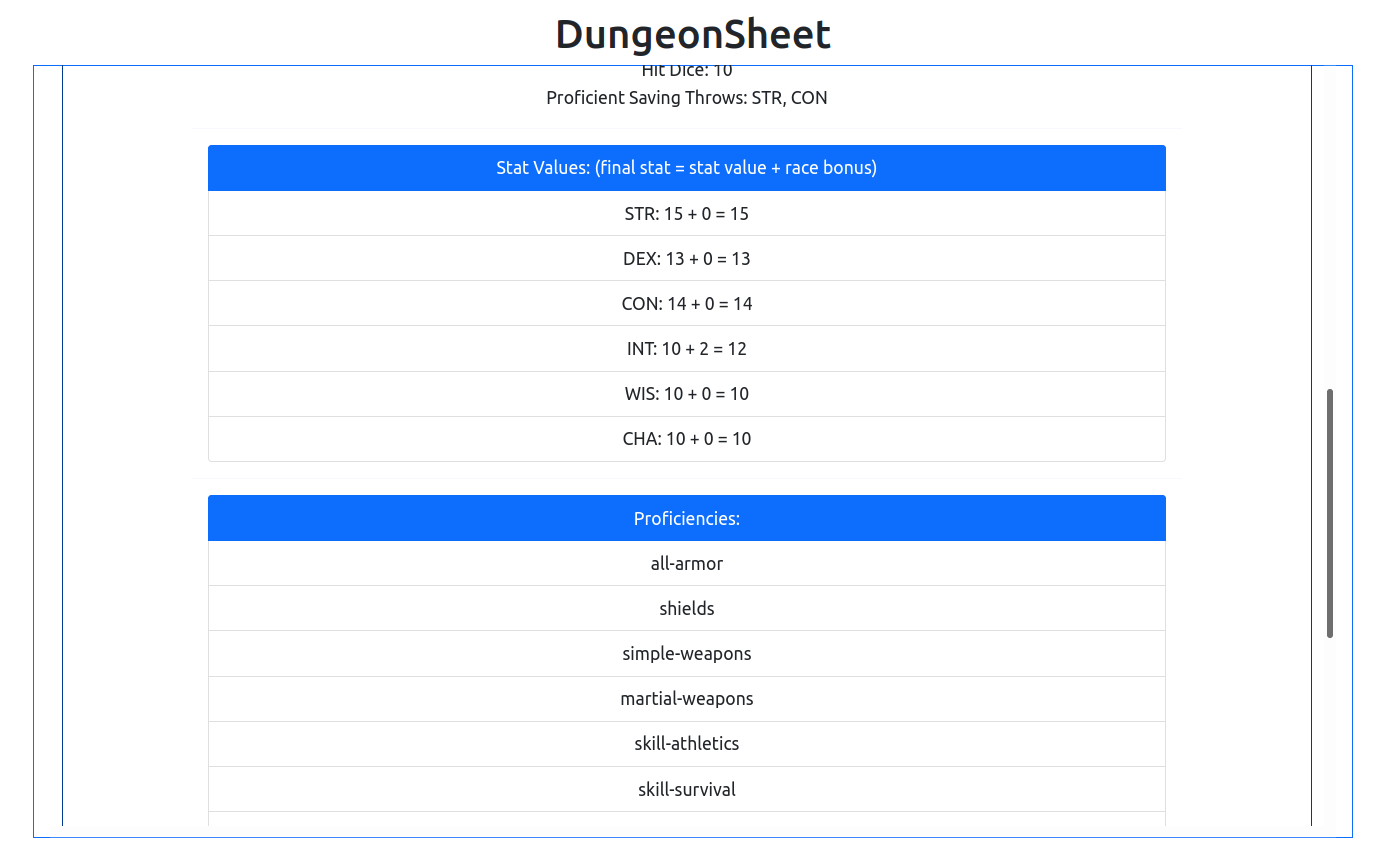 DungeonSheet
Hit Dice: 10
Proficient Saving Throws: STR, CON
Stat Values: (final stat = stat value + race bonus)
STR: 15 + 0 = 15
DEX: 13 + 0 = 13
CON: 14 + 0 = 14
INT: 10 + 2 = 12
WIS: 10 + 0 = 10
CHA: 10 + 0 = 10
Proficiencies:
all-armor
shields
simple-weapons
martial-weapons
skill-athletics
skill-survival